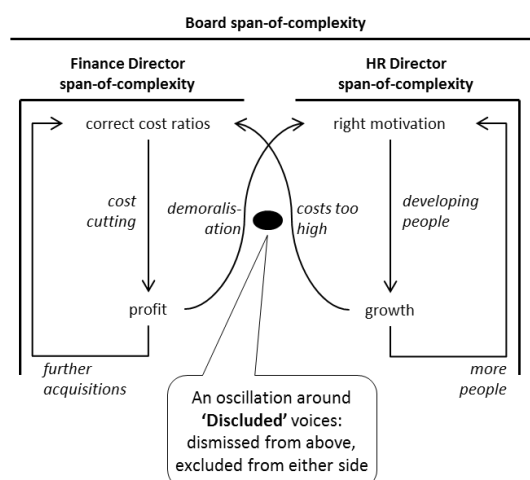 Board span-of-complexity
Finance Director
span-of-complexity
HR Director
span-of-complexity
correct cost ratios
right motivation
cost
cutting
demoralis-
ation
costs too
high
developing
people
profit
growth
further
acquisitions
more
people
An oscillation around
‘Discluded’ voices:
dismissed from above,
excluded from either side